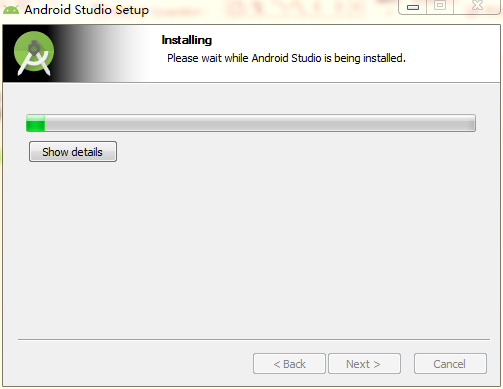 Android Studio Setup
Installing
Please wait while Android Studio is being installed.
Show details
< Back
Next >
Cancel